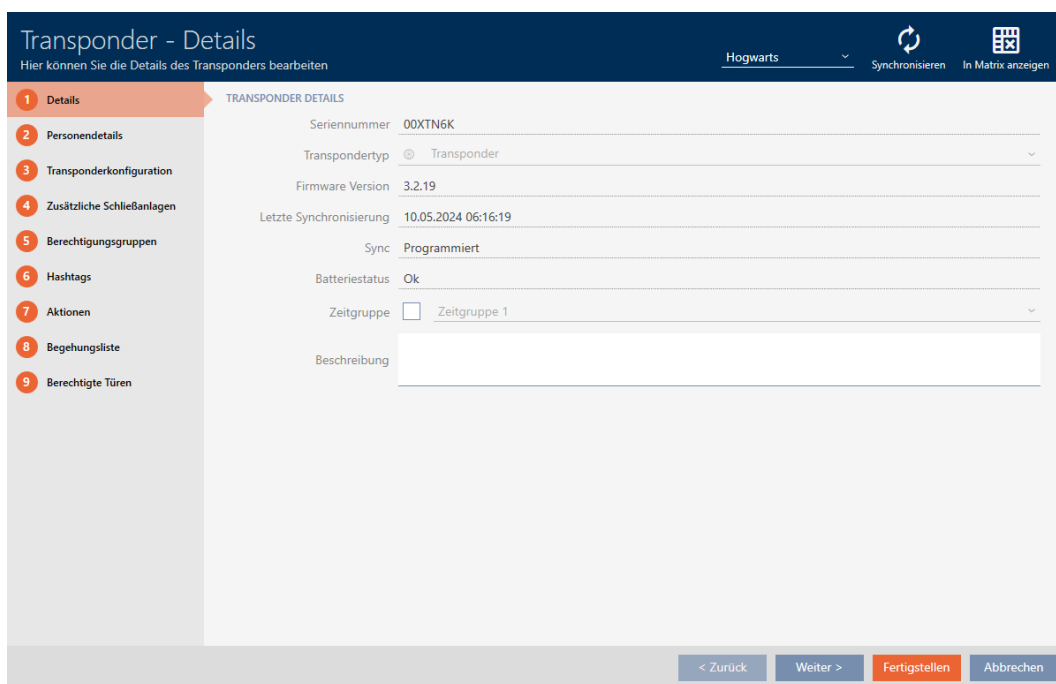 Transponder - Details
Hier können Sie die Details des Transponders bearbeiten
Hogwarts
Synchronisieren
In Matrix anzeigen
1 Details
2 Personendetails
3 Transponderkonfiguration
4 Zusätzliche Schließanlagen
5 Berechtigungsgruppen
6 Hashtags
7 Aktionen
8 Begehungsliste
9 Berechtigte Türen
TRANSPONDER DETAILS
Seriennummer 00XTN6K
Transpondertyp Transponder
Firmware Version 3.2.19
Letzte Synchronisierung 10.05.2024 06:16:19
Sync Programmiert
Batteriestatus Ok
Zeitgruppe Zeitgruppe 1
Beschreibung
< Zurück Weiter > Fertigstellen Abbrechen